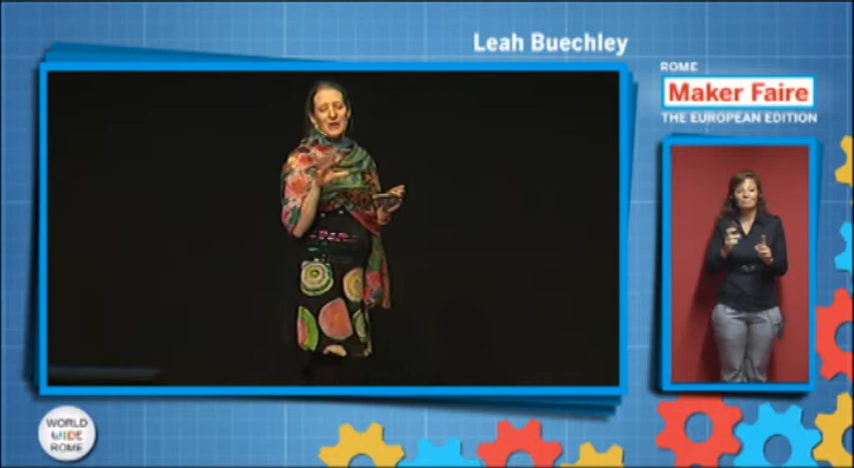 Leah Buechley
ROME
Maker Faire
THE EUROPEAN EDITION
WORLD
WIDE
ROME